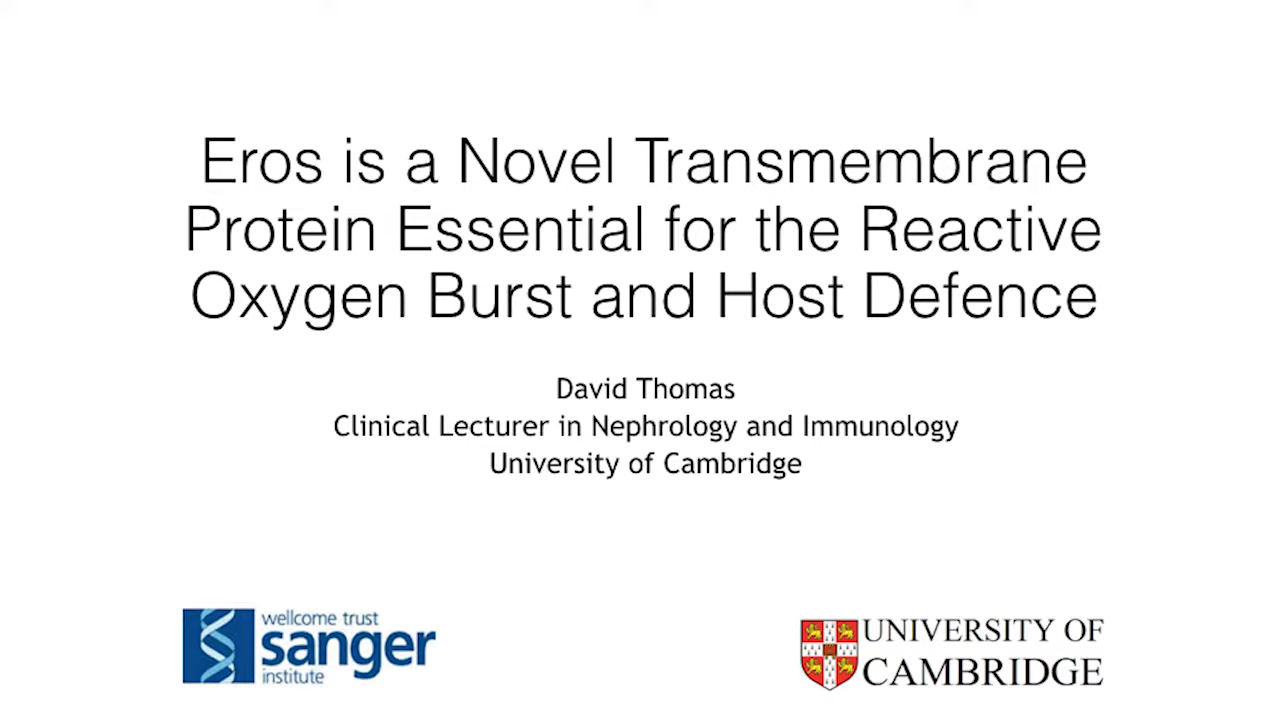 Eros is a Novel Transmembrane
Protein Essential for the Reactive
Oxygen Burst and Host Defence
David Thomas
Clinical Lecturer in Nephrology and Immunology
University of Cambridge
wellcome trust
sanger
institute
UNIVERSITY OF
CAMBRIDGE